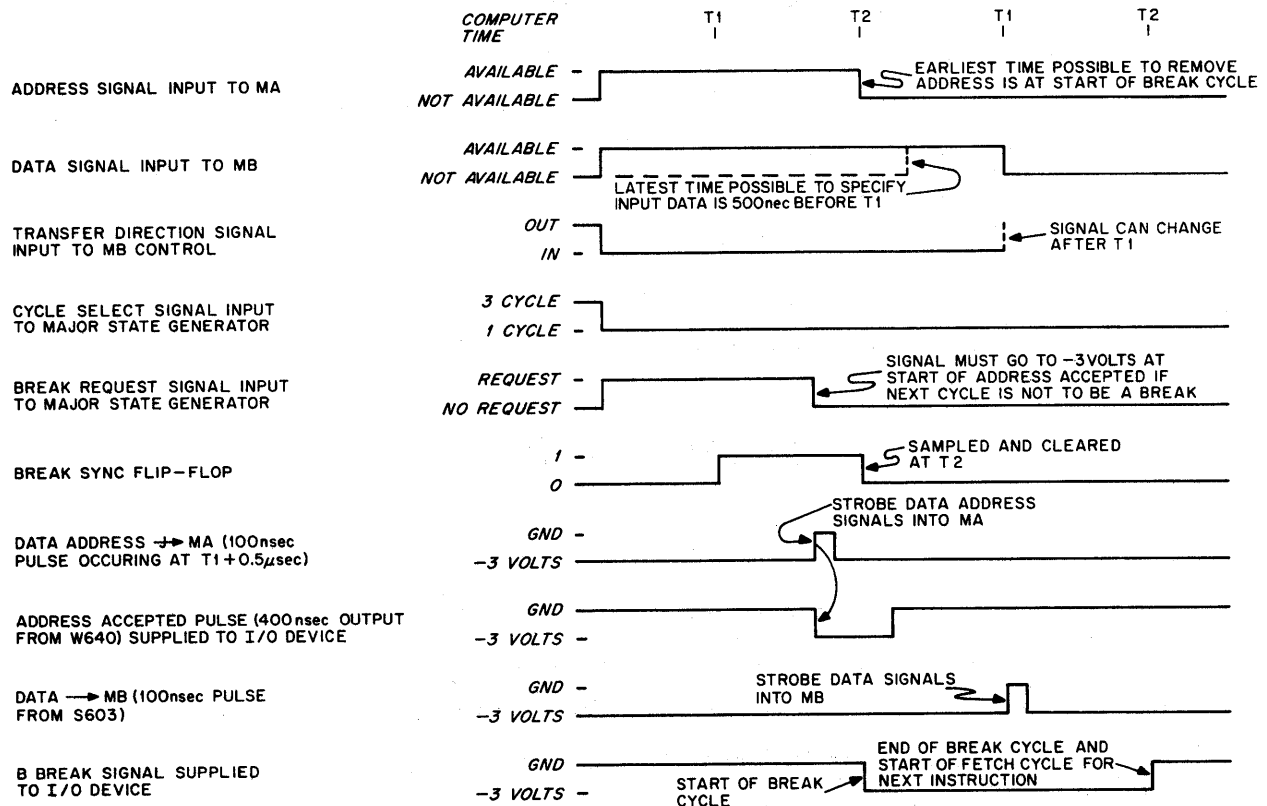 COMPUTER
TIME
T1 T2 T1 T2
ADDRESS SIGNAL INPUT TO MA
AVAILABLE
NOT AVAILABLE
EARLIEST TIME POSSIBLE TO REMOVE
ADDRESS IS AT START OF BREAK CYCLE
DATA SIGNAL INPUT TO MB
AVAILABLE
NOT AVAILABLE
LATEST TIME POSSIBLE TO SPECIFY
INPUT DATA IS 500nec BEFORE T1
TRANSFER DIRECTION SIGNAL
INPUT TO MB CONTROL
OUT
IN
SIGNAL CAN CHANGE
AFTER T1
CYCLE SELECT SIGNAL INPUT
TO MAJOR STATE GENERATOR
3 CYCLE
1 CYCLE
BREAK REQUEST SIGNAL INPUT
TO MAJOR STATE GENERATOR
REQUEST
NO REQUEST
SIGNAL MUST GO TO -3VOLTS AT
START OF ADDRESS ACCEPTED IF
NEXT CYCLE IS NOT TO BE A BREAK
BREAK SYNC FLIP-FLOP
1
0
SAMPLED AND CLEARED
AT T2
DATA ADDRESS → MA (100nsec
PULSE OCCURING AT T1+0.5μsec)
GND
-3 VOLTS
STROBE DATA ADDRESS
SIGNALS INTO MA
ADDRESS ACCEPTED PULSE (400nsec OUTPUT
FROM W640) SUPPLIED TO I/O DEVICE
GND
-3 VOLTS
DATA → MB (100nsec PULSE
FROM S603)
GND
-3 VOLTS
STROBE DATA SIGNALS
INTO MB
B BREAK SIGNAL SUPPLIED
TO I/O DEVICE
GND
-3 VOLTS
START OF BREAK
CYCLE
END OF BREAK CYCLE AND
START OF FETCH CYCLE FOR
NEXT INSTRUCTION